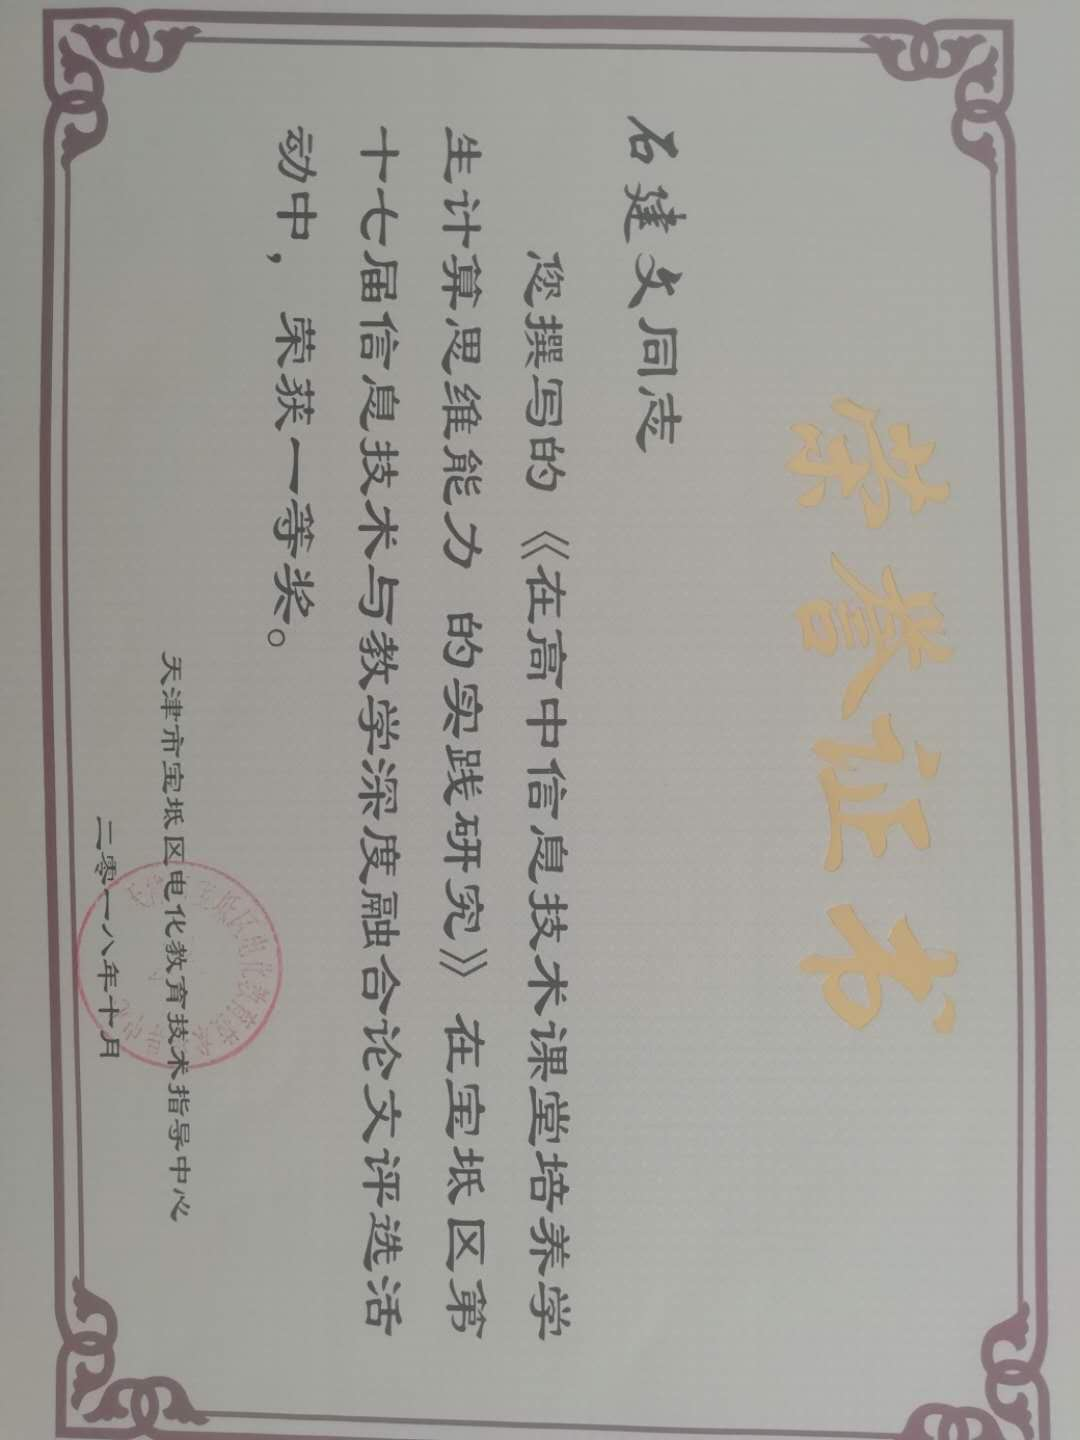 荣誉证书
石建文同志
您撰写的《在高中信息技术课堂培养学
生计算思维能力 的实践研究》在宝坻区第
十七届信息技术与教学深度融合论文评选活
动中，荣获一等奖。
天津市宝坻区电化教育技术指导中心
二零一八年十月